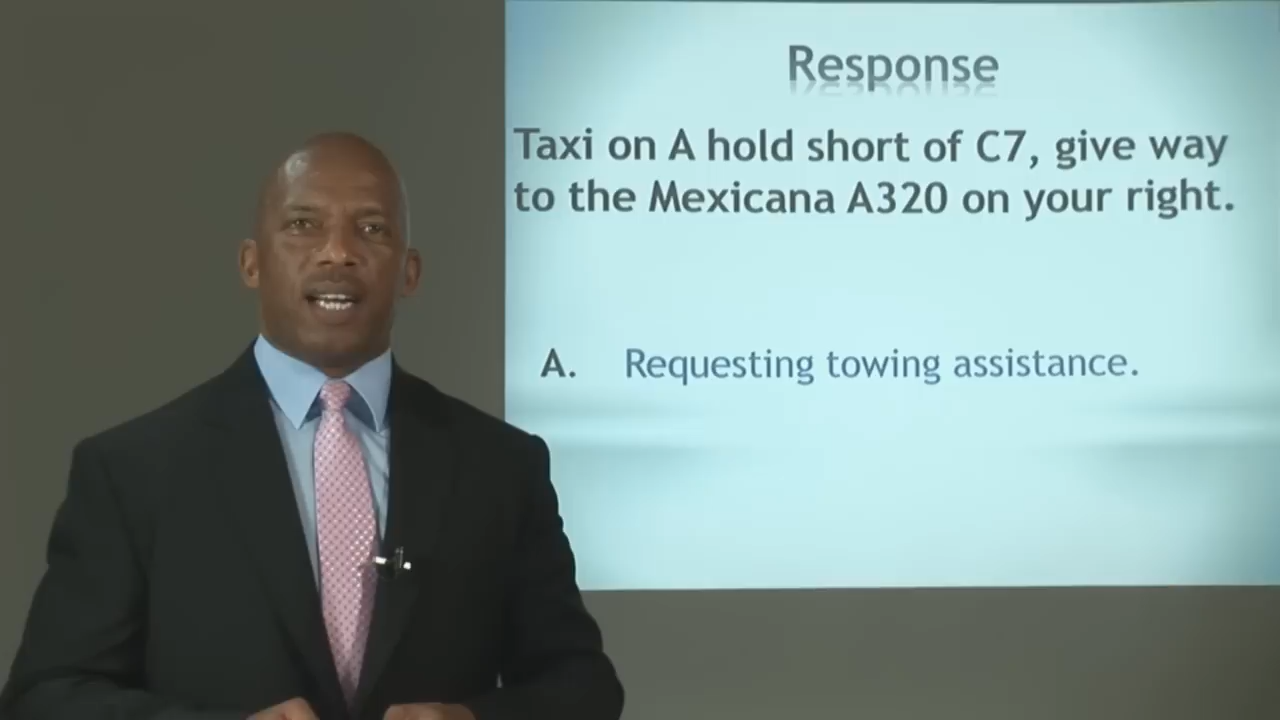 Response
Taxi on A hold short of C7, give way
to the Mexicana A320 on your right.
A. Requesting towing assistance.